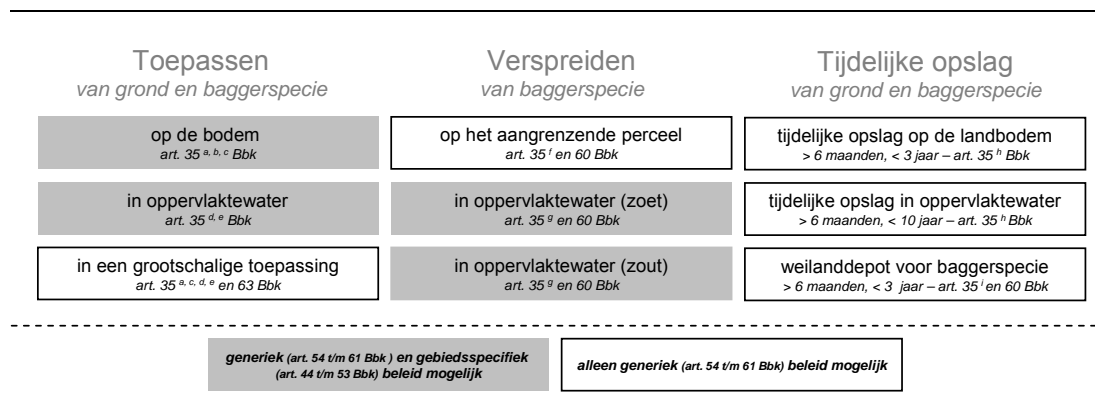 Toepassen
van grond en baggerspecie
op de bodem
art. 35 a, b, c Bbk
in oppervlaktewater
art. 35 d, e Bbk
in een grootschalige toepassing
art. 35 a, c, d, e en 63 Bbk
Verspreiden
van baggerspecie
op het aangrenzende perceel
art. 35 f en 60 Bbk
in oppervlaktewater (zoet)
art. 35 g en 60 Bbk
in oppervlaktewater (zout)
art. 35 g en 60 Bbk
Tijdelijke opslag
van grond en baggerspecie
tijdelijke opslag op de landbodem
> 6 maanden, < 3 jaar – art. 35 h Bbk
tijdelijke opslag in oppervlaktewater
> 6 maanden, < 10 jaar – art. 35 h Bbk
weilanddepot voor baggerspecie
> 6 maanden, < 3 jaar – art. 35 i en 60 Bbk
generiek (art. 54 t/m 61 Bbk ) en gebiedsspecifiek
(art. 44 t/m 53 Bbk) beleid mogelijk
alleen generiek (art. 54 t/m 61 Bbk) beleid mogelijk